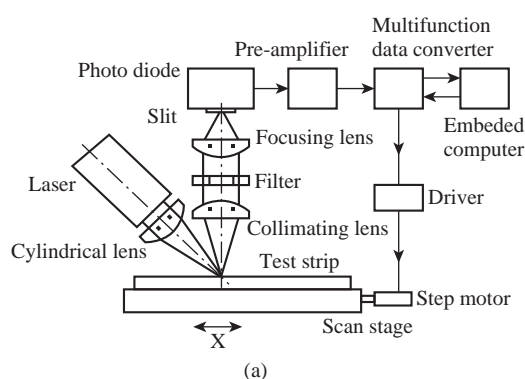 Multifunction
data converter
Pre-amplifier
Photo diode
Slit
Focusing lens
Embeded
computer
Laser
Filter
Driver
Collimating lens
Cylindrical lens
Test strip
Step motor
Scan stage
X
(a)